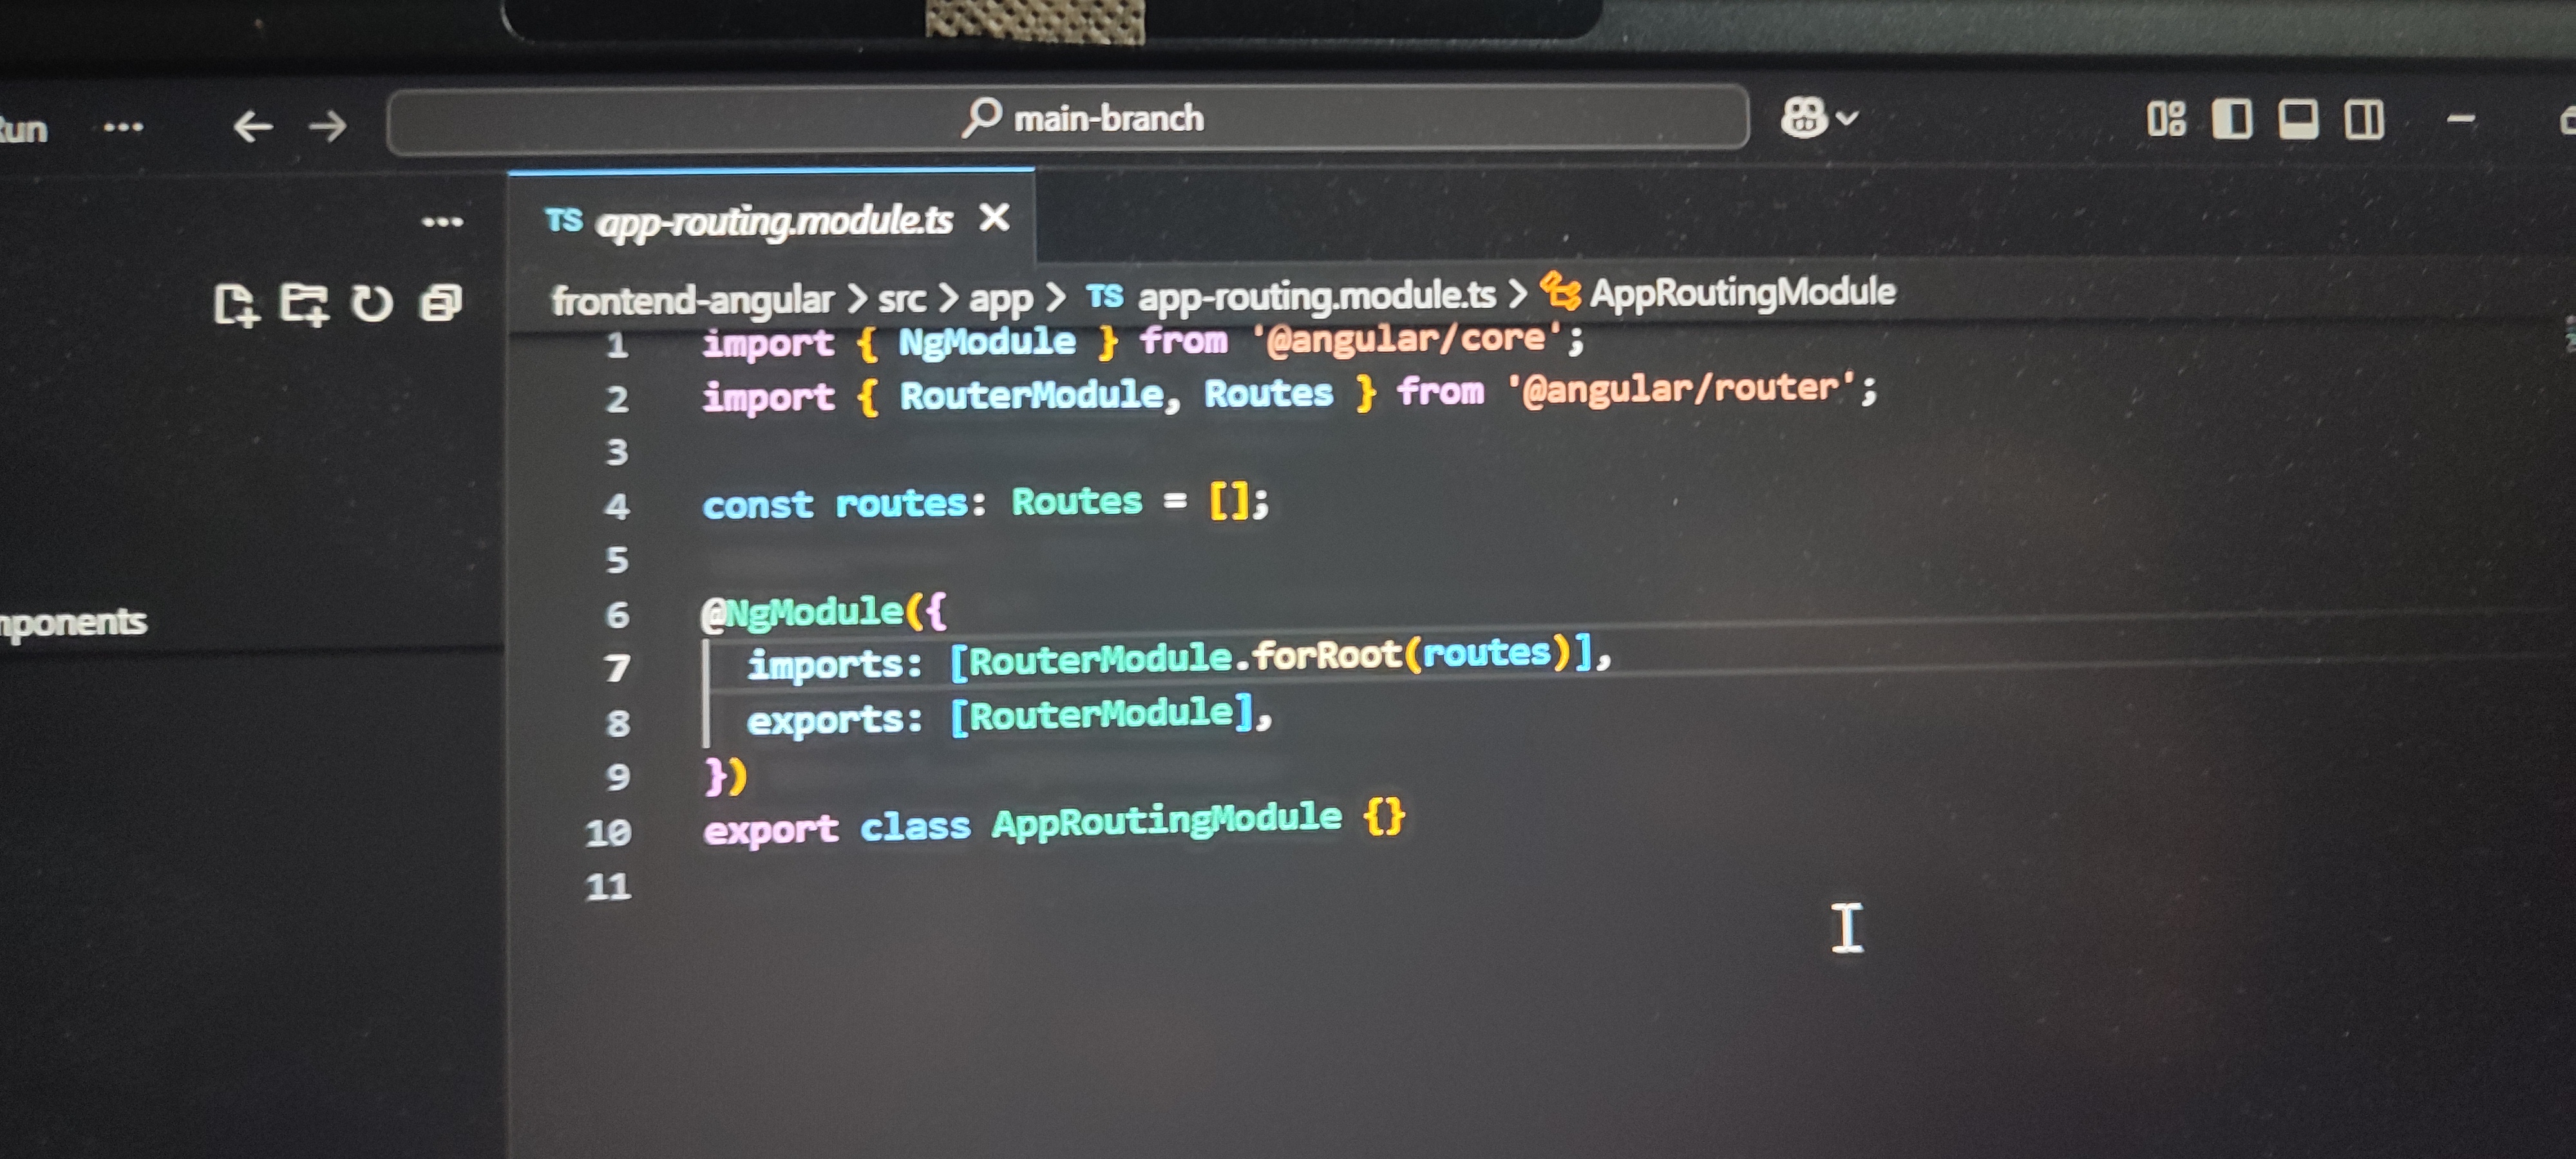 main-branch
TS app-routing.module.ts
frontend-angular > src > app > TS app-routing.module.ts > AppRoutingModule
1 import { NgModule } from '@angular/core';
2 import { RouterModule, Routes } from '@angular/router';
3
4 const routes: Routes = [];
5
6 @NgModule({
7   imports: [RouterModule.forRoot(routes)],
8   exports: [RouterModule],
9 })
10 export class AppRoutingModule {}
11